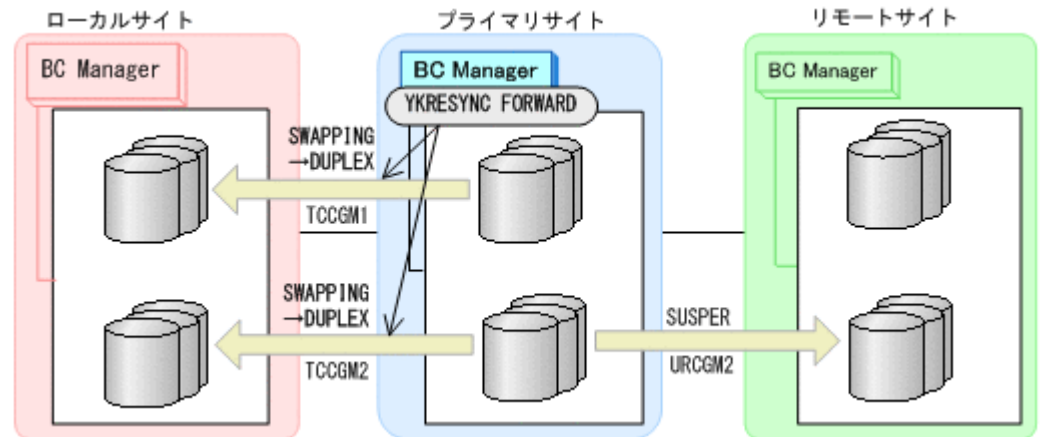 ローカルサイト
プライマリサイト
リモートサイト
BC Manager
BC Manager
BC Manager
YKRESYNC FORWARD
SWAPPING
→DUPLEX
TCCGM1
SWAPPING
→DUPLEX
TCCGM2
SUSPER
URCGM2